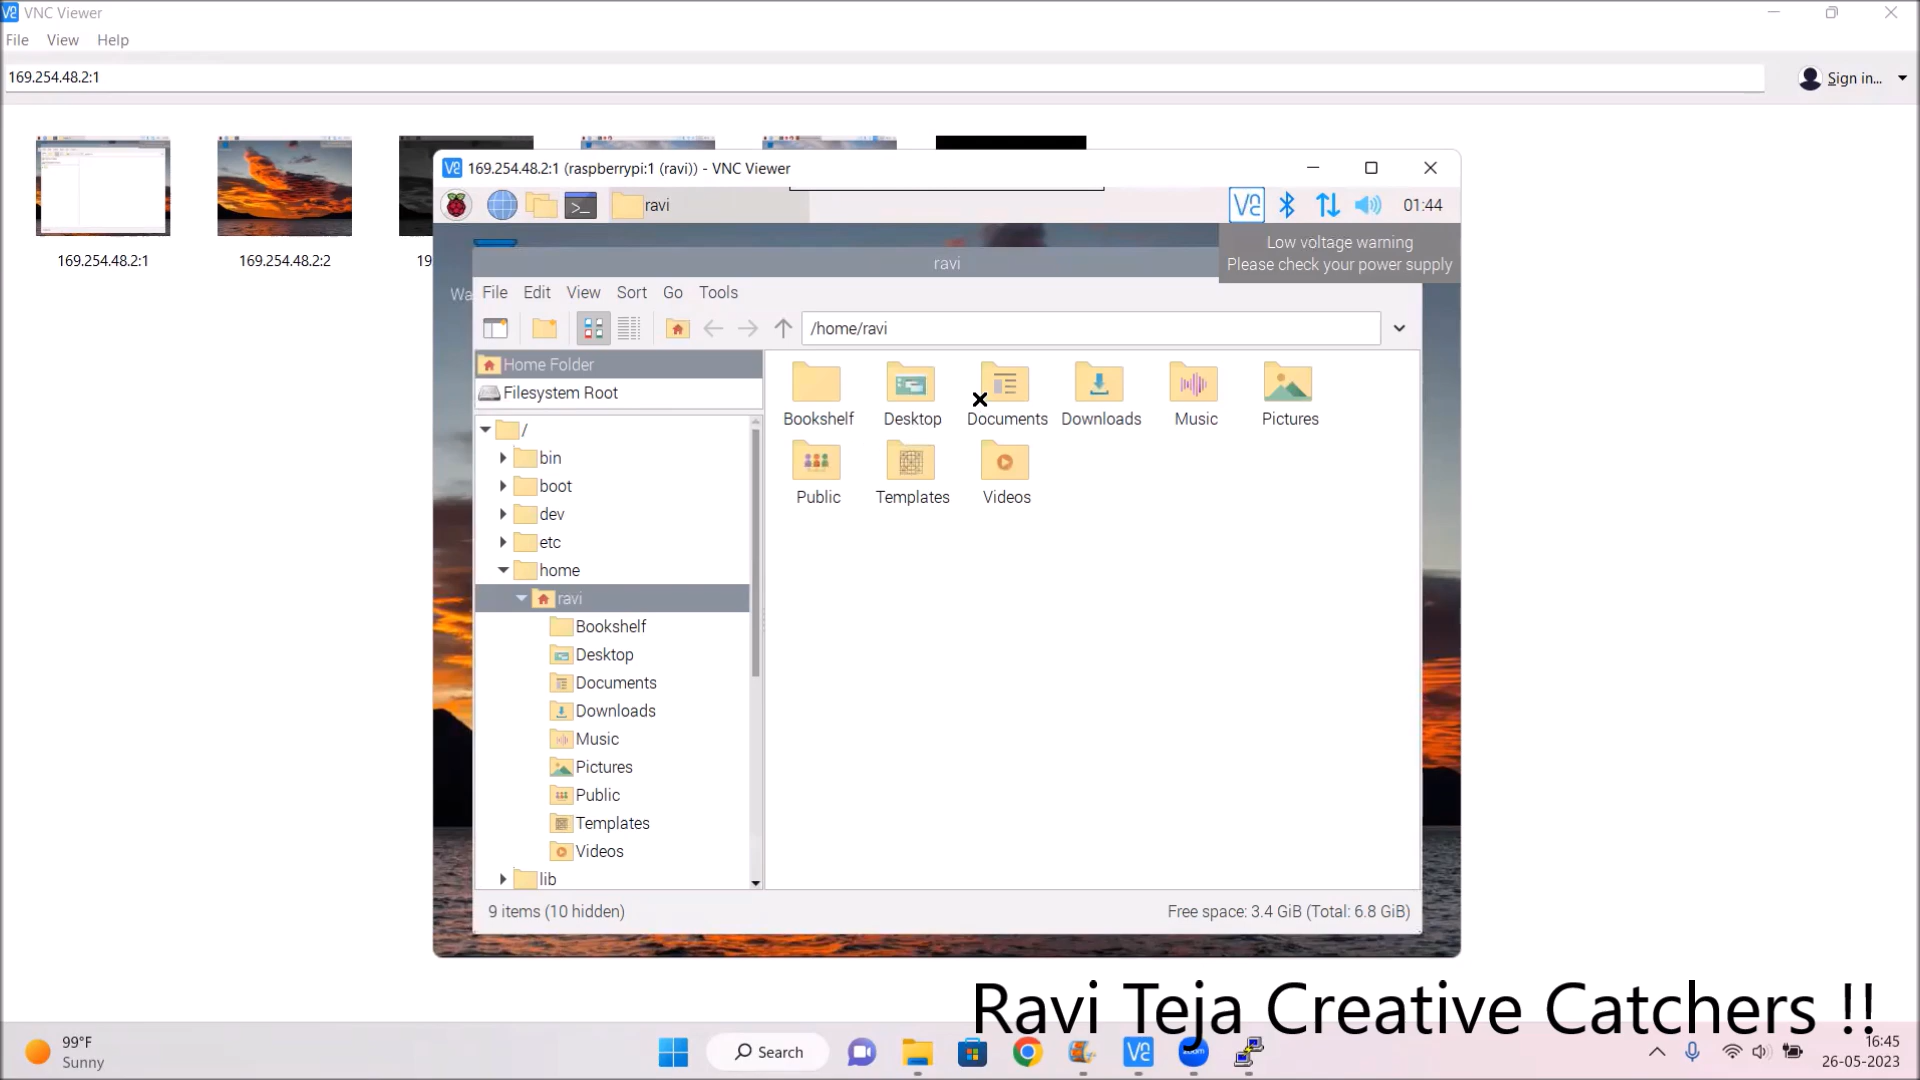 VNC Viewer
File View Help
169.254.48.2:1
Sign in...
169.254.48.2:1
169.254.48.2:2
19
169.254.48.2:1 (raspberrypi:1 (ravi)) - VNC Viewer
ravi
01:44
Low voltage warning
Please check your power supply
ravi
Wa
File Edit View Sort Go Tools
/home/ravi
Home Folder
Filesystem Root
/
bin
boot
dev
etc
home
ravi
Bookshelf
Desktop
Documents
Downloads
Music
Pictures
Public
Templates
Videos
lib
Bookshelf Desktop Documents Downloads Music Pictures
Public Templates Videos
9 items (10 hidden)
Free space: 3.4 GiB (Total: 6.8 GiB)
Ravi Teja Creative Catchers !!
99°F
Sunny
Search
zoom
16:45
26-05-2023